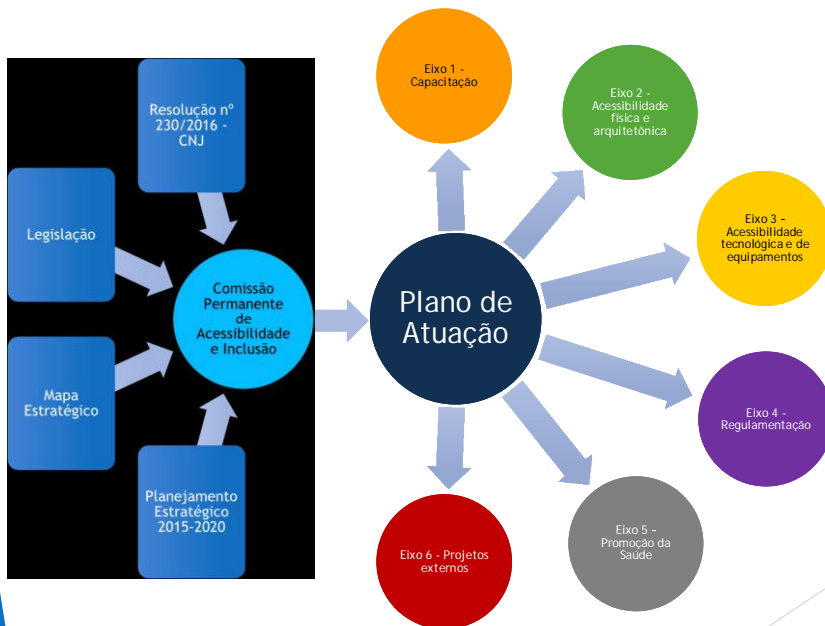 Resolução nº
230/2016 -
CNJ
Legislação
Mapa
Estratégico
Planejamento
Estratégico
2015-2020
Comissão
Permanente
de
Acessibilidade
e Inclusão
Plano de
Atuação
Eixo 1 -
Capacitação
Eixo 2 -
Acessibilidade
física e
arquitetônica
Eixo 3 –
Acessibilidade
tecnológica e de
equipamentos
Eixo 4 -
Regulamentação
Eixo 5 –
Promoção da
Saúde
Eixo 6 - Projetos
externos